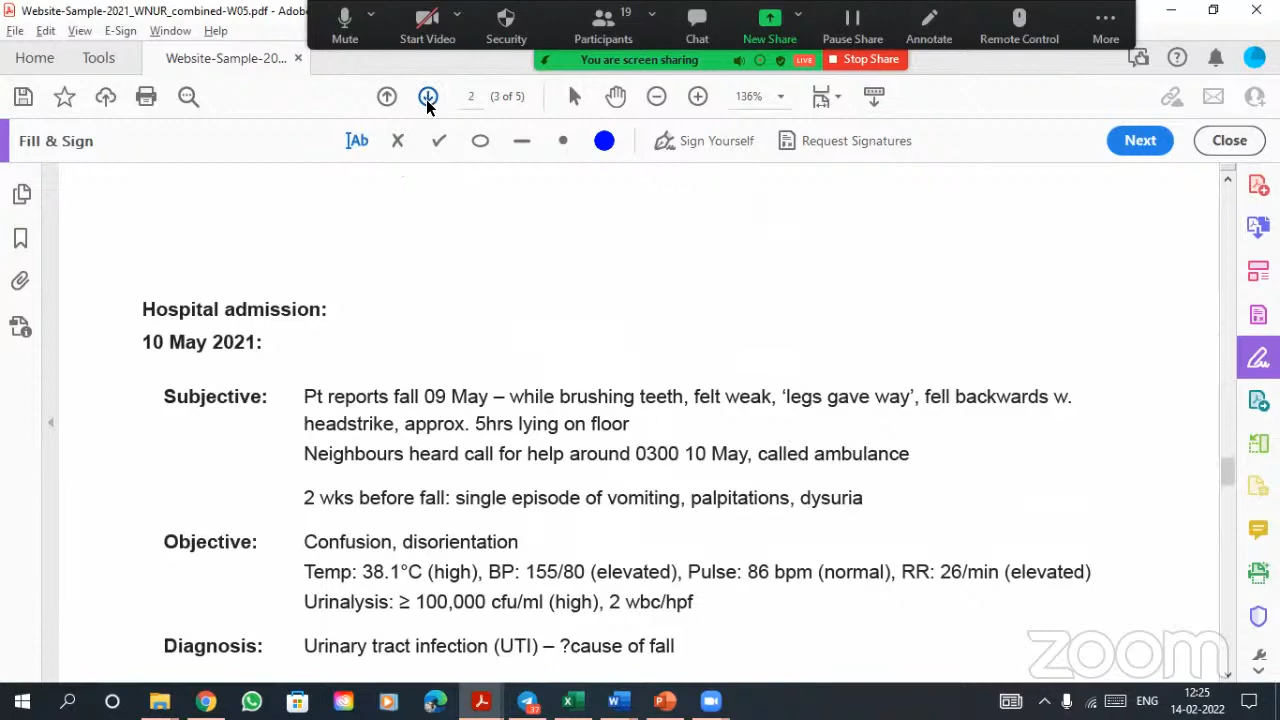 Website-Sample-2021_WNUR_combined-W05.pdf - Adob
File Edit View E-Sign Window Help
Mute Start Video Security Participants 19 Chat New Share Pause Share Annotate Remote Control More
You are screen sharing LIVE Stop Share
Home Tools Website-Sample-20... ×
2 (3 of 5) 136%
Fill & Sign Ab Sign Yourself Request Signatures Next Close
Hospital admission:
10 May 2021:
Subjective: Pt reports fall 09 May – while brushing teeth, felt weak, ‘legs gave way’, fell backwards w.
headstrike, approx. 5hrs lying on floor
Neighbours heard call for help around 0300 10 May, called ambulance
2 wks before fall: single episode of vomiting, palpitations, dysuria
Objective: Confusion, disorientation
Temp: 38.1°C (high), BP: 155/80 (elevated), Pulse: 86 bpm (normal), RR: 26/min (elevated)
Urinalysis: ≥ 100,000 cfu/ml (high), 2 wbc/hpf
Diagnosis: Urinary tract infection (UTI) – ?cause of fall
zoom
37
ENG
12:25
14-02-2022